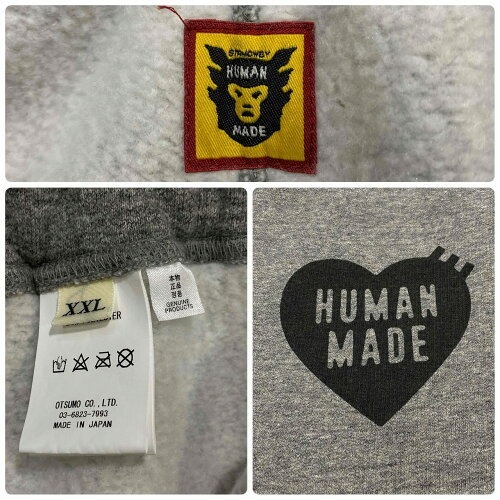 STRMCWBY
HUMAN
MADE
XXL
OTSUMO CO.,LTD.
03-6823-7993
MADE IN JAPAN
本物
正品
정품
GENUINE
PRODUCTS
HUMAN
MADE